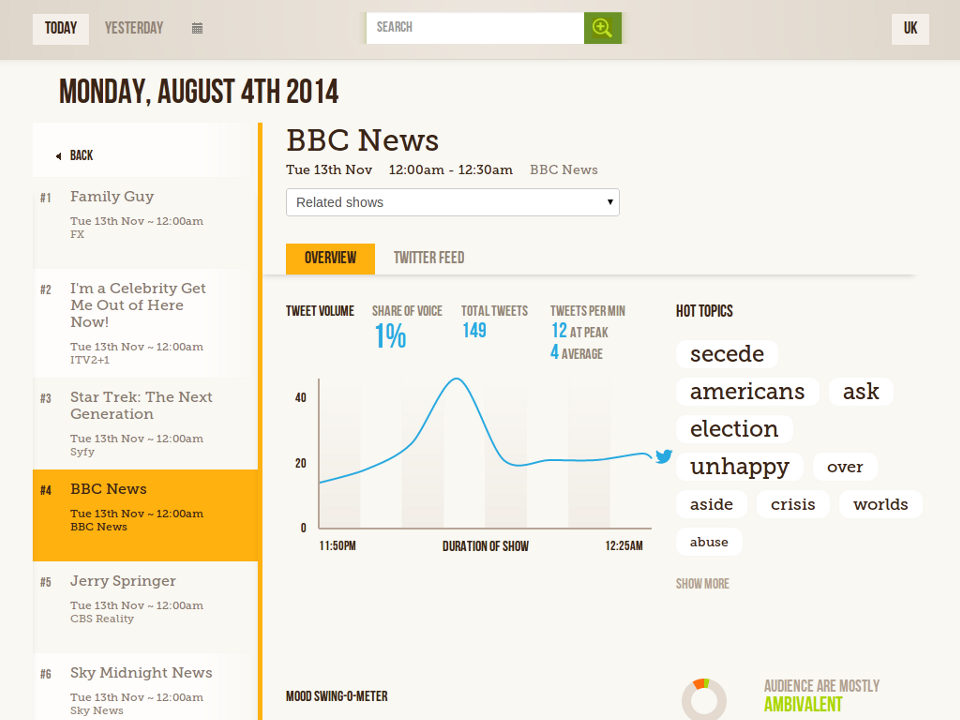 TODAY
YESTERDAY
SEARCH
UK
MONDAY, AUGUST 4TH 2014
BACK
#1
Family Guy
Tue 13th Nov ~ 12:00am
FX
#2
I'm a Celebrity Get
Me Out of Here
Now!
Tue 13th Nov ~ 12:00am
ITV2+1
#3
Star Trek: The Next
Generation
Tue 13th Nov ~ 12:00am
Syfy
#4
BBC News
Tue 13th Nov ~ 12:00am
BBC News
#5
Jerry Springer
Tue 13th Nov ~ 12:00am
CBS Reality
#6
Sky Midnight News
Tue 13th Nov ~ 12:00am
Sky News
BBC News
Tue 13th Nov 12:00am - 12:30am BBC News
Related shows
OVERVIEW
TWITTER FEED
TWEET VOLUME
SHARE OF VOICE
1%
TOTAL TWEETS
149
TWEETS PER MIN
12 AT PEAK
4 AVERAGE
40
20
0
11:50PM
DURATION OF SHOW
12:25AM
HOT TOPICS
secede
americans ask
election
unhappy over
aside crisis worlds
abuse
SHOW MORE
MOOD SWING-O-METER
AUDIENCE ARE MOSTLY
AMBIVALENT